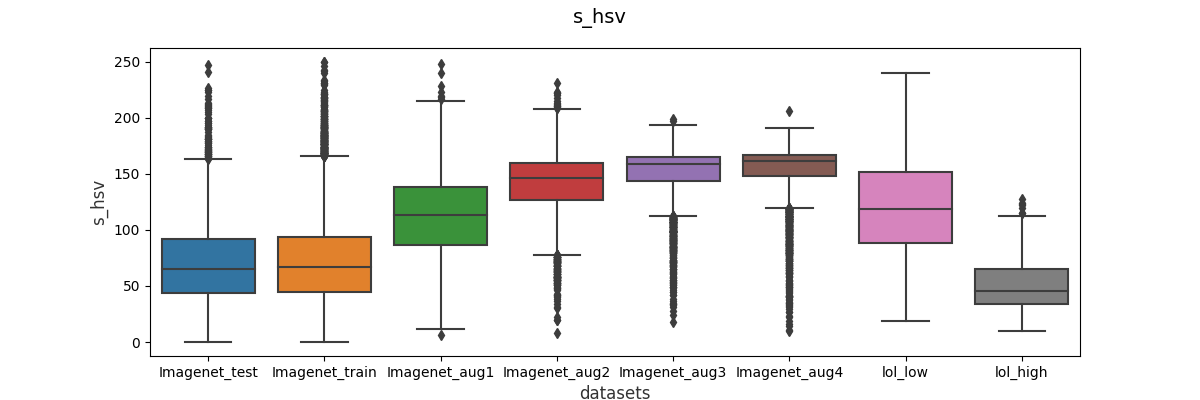 s_hsv
s_hsv
250
200
150
100
50
0
Imagenet_test Imagenet_train Imagenet_aug1 Imagenet_aug2 Imagenet_aug3 Imagenet_aug4 lol_low lol_high
datasets